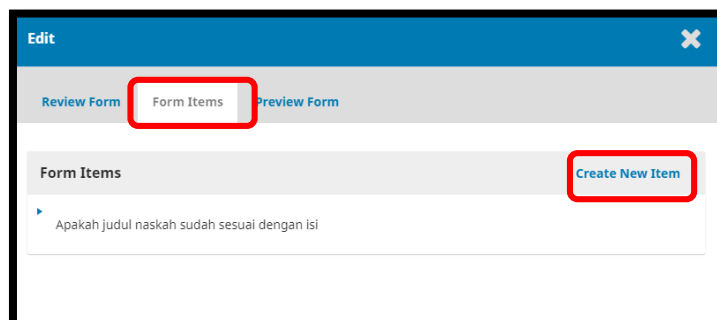 Edit
Review Form Form Items Preview Form
Form Items Create New Item
Apakah judul naskah sudah sesuai dengan isi